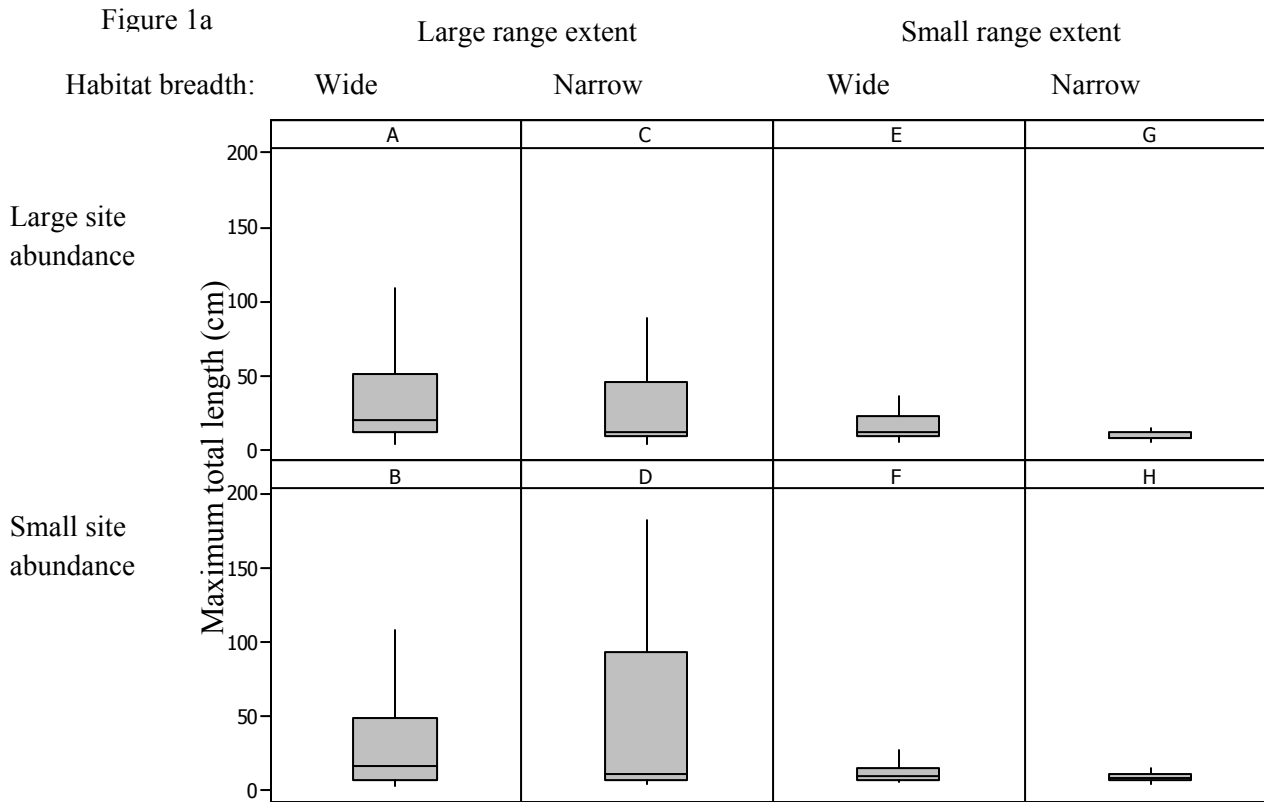 Figure 1a
Large range extent Small range extent
Habitat breadth: Wide Narrow Wide Narrow
A C E G
Large site
abundance
200
150
100
50
0
Maximum total length (cm)
B D F H
Small site
abundance
200
150
100
50
0